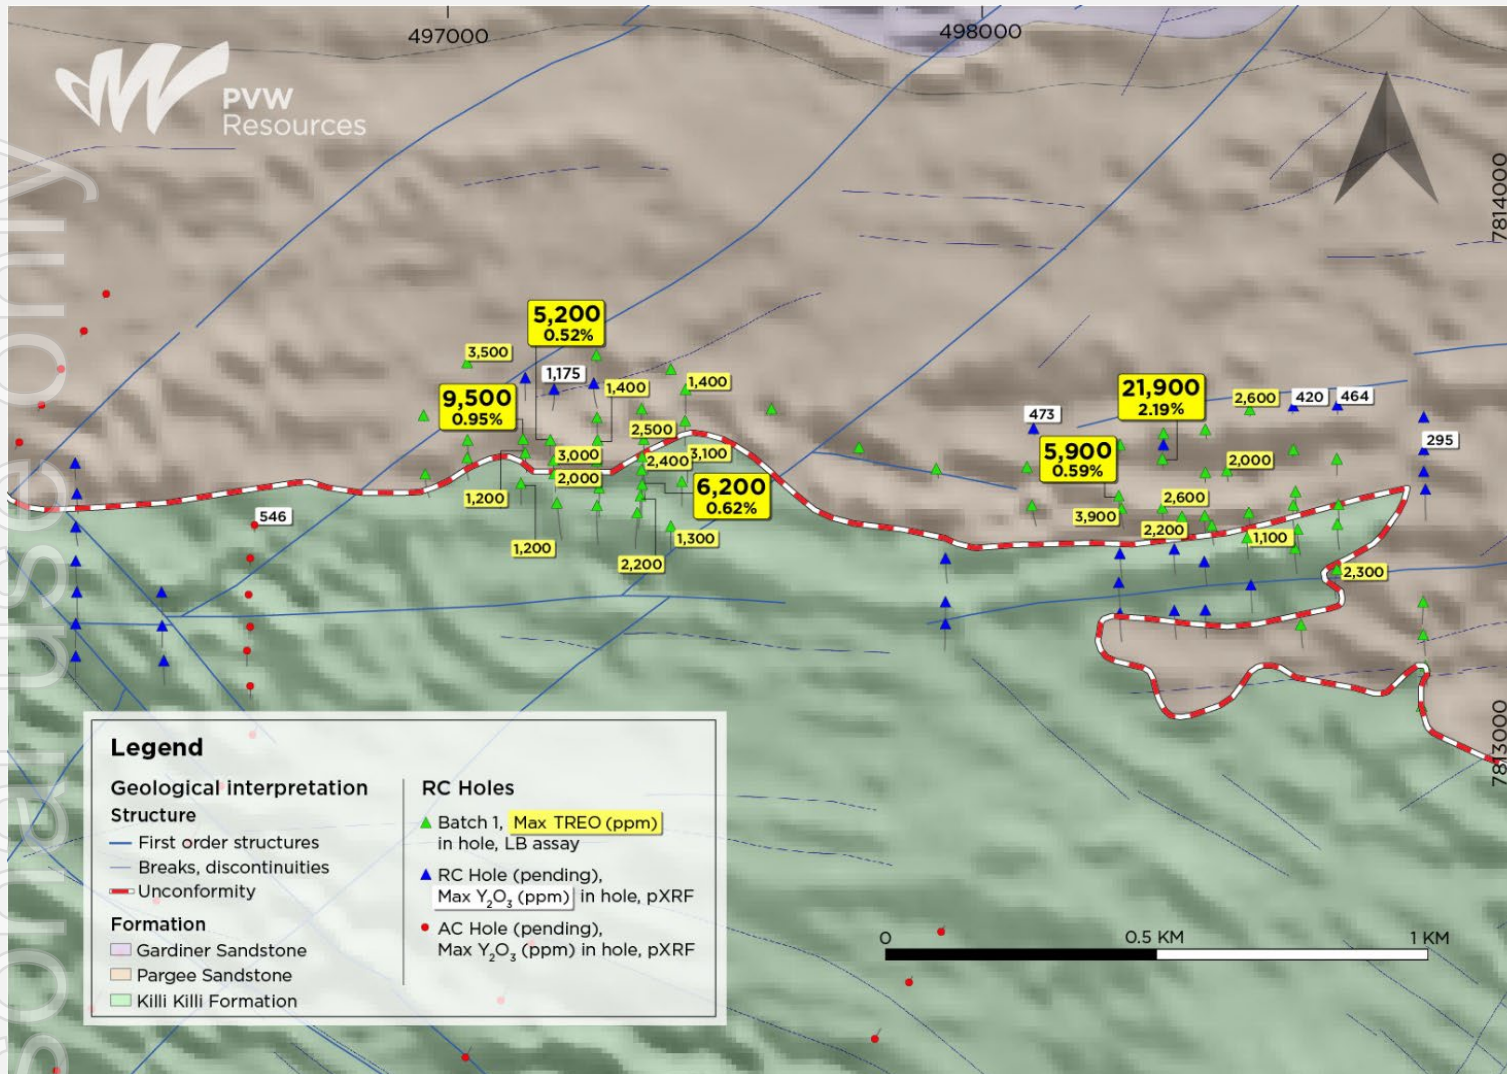 497000
498000
PVW
Resources
7814000
5,200
0.52%
3,500
1,175
1,400
1,400
9,500
0.95%
21,900
2.19%
2,600
420
464
473
2,500
295
3,000
2,400
3,100
5,900
0.59%
2,000
2,000
1,200
6,200
0.62%
2,600
3,900
546
2,200
1,100
1,200
1,300
2,200
2,300
7813000
Legend
Geological interpretation
Structure
First order structures
Breaks, discontinuities
Unconformity
Formation
Gardiner Sandstone
Pargee Sandstone
Killi Killi Formation
RC Holes
Batch 1, Max TREO (ppm)
in hole, LB assay
RC Hole (pending),
Max Y₂O₃ (ppm) in hole, pXRF
AC Hole (pending),
Max Y₂O₃ (ppm) in hole, pXRF
0
0.5 KM
1 KM
sonal use only